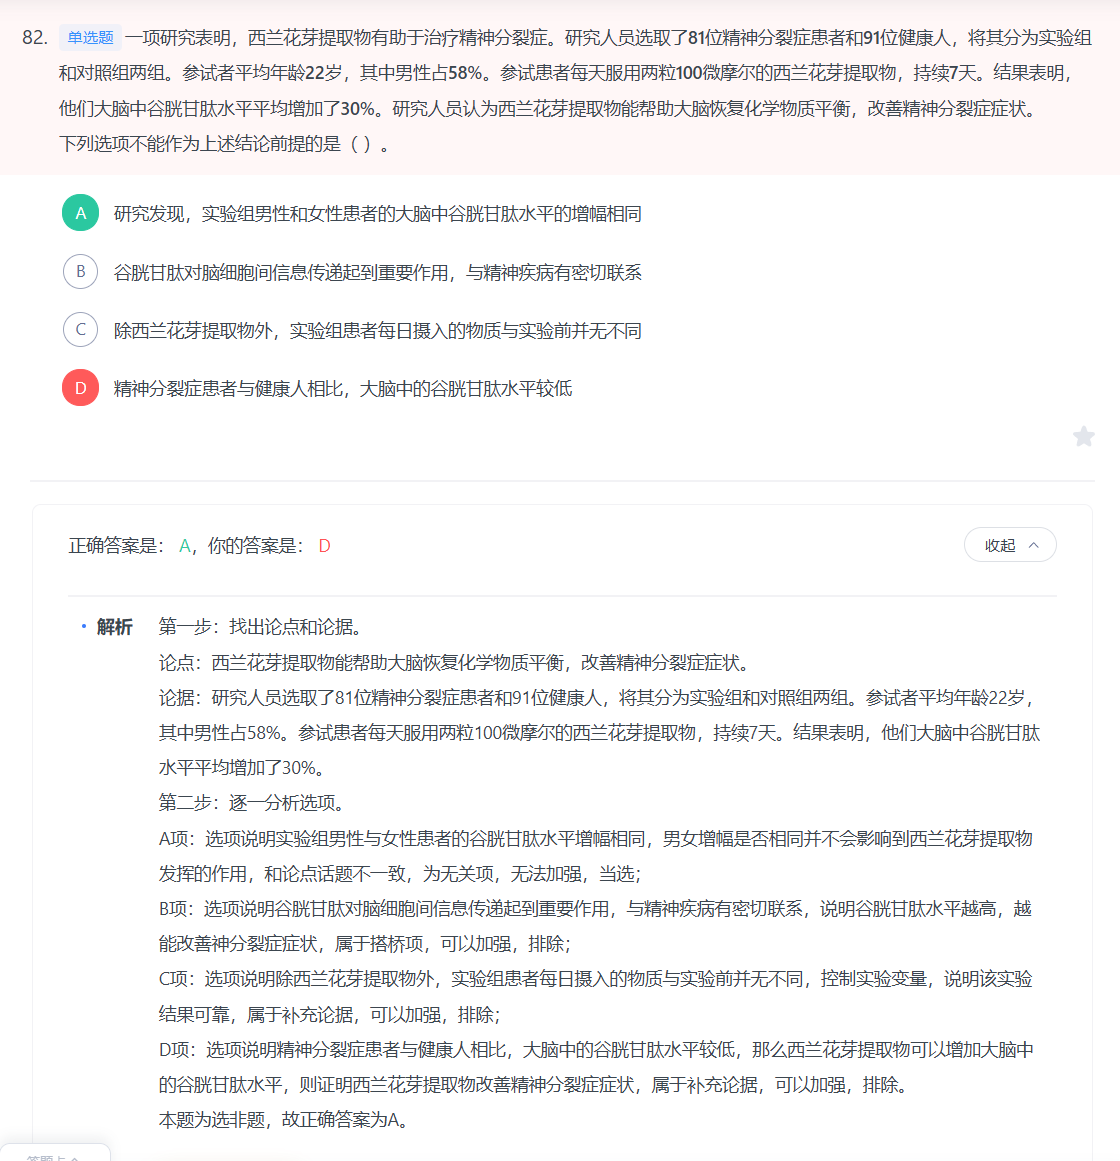 82. 单选题 一项研究表明，西兰花芽提取物有助于治疗精神分裂症。研究人员选取了81位精神分裂症患者和91位健康人，将其分为实验组
和对照组两组。参试者平均年龄22岁，其中男性占58%。参试患者每天服用两粒100微摩尔的西兰花芽提取物，持续7天。结果表明，
他们大脑中谷胱甘肽水平平均增加了30%。研究人员认为西兰花芽提取物能帮助大脑恢复化学物质平衡，改善精神分裂症症状。
下列选项不能作为上述结论前提的是（ ）。
A 研究发现，实验组男性和女性患者的大脑中谷胱甘肽水平的增幅相同
B 谷胱甘肽对脑细胞间信息传递起到重要作用，与精神疾病有密切联系
C 除西兰花芽提取物外，实验组患者每日摄入的物质与实验前并无不同
D 精神分裂症患者与健康人相比，大脑中的谷胱甘肽水平较低
正确答案是： A，你的答案是： D
收起
· 解析 第一步：找出论点和论据。
论点：西兰花芽提取物能帮助大脑恢复化学物质平衡，改善精神分裂症症状。
论据：研究人员选取了81位精神分裂症患者和91位健康人，将其分为实验组和对照组两组。参试者平均年龄22岁，
其中男性占58%。参试患者每天服用两粒100微摩尔的西兰花芽提取物，持续7天。结果表明，他们大脑中谷胱甘肽
水平平均增加了30%。
第二步：逐一分析选项。
A项：选项说明实验组男性与女性患者的谷胱甘肽水平增幅相同，男女增幅是否相同并不会影响到西兰花芽提取物
发挥的作用，和论点话题不一致，为无关项，无法加强，当选；
B项：选项说明谷胱甘肽对脑细胞间信息传递起到重要作用，与精神疾病有密切联系，说明谷胱甘肽水平越高，越
能改善神分裂症症状，属于搭桥项，可以加强，排除；
C项：选项说明除西兰花芽提取物外，实验组患者每日摄入的物质与实验前并无不同，控制实验变量，说明该实验
结果可靠，属于补充论据，可以加强，排除；
D项：选项说明精神分裂症患者与健康人相比，大脑中的谷胱甘肽水平较低，那么西兰花芽提取物可以增加大脑中
的谷胱甘肽水平，则证明西兰花芽提取物改善精神分裂症症状，属于补充论据，可以加强，排除。
本题为选非题，故正确答案为A。